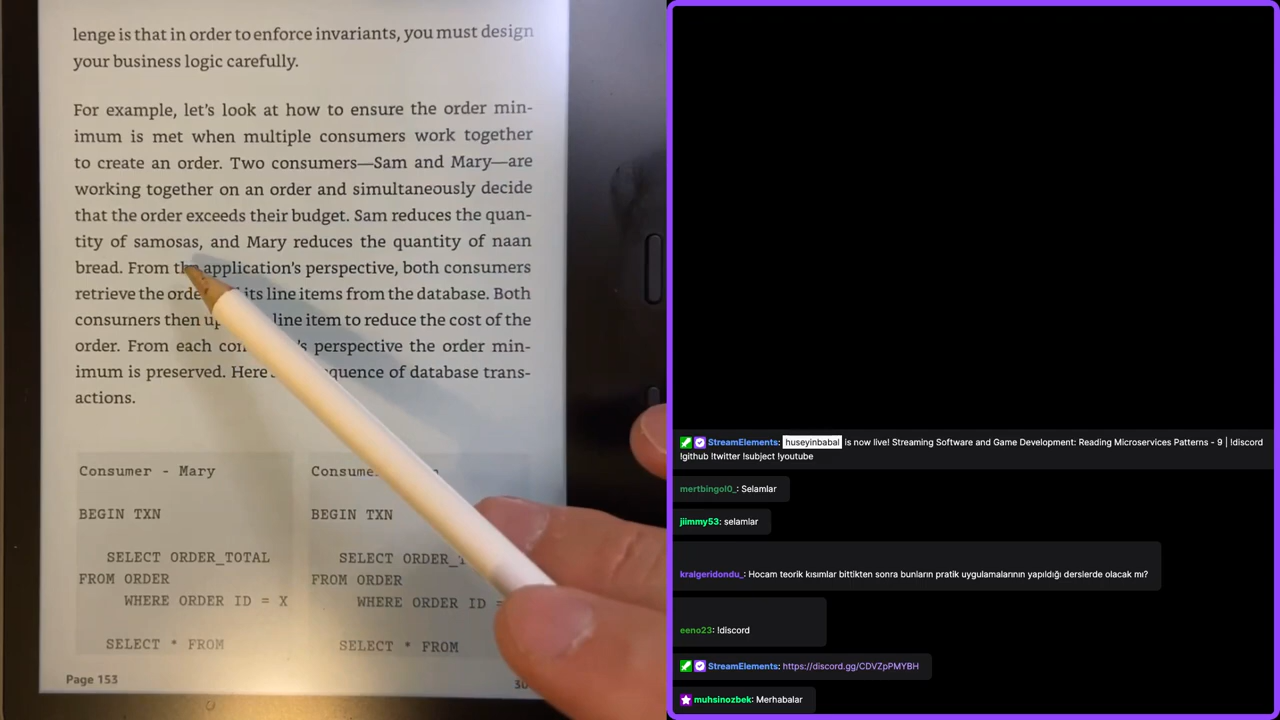 lenge is that in order to enforce invariants, you must design
your business logic carefully.
For example, let's look at how to ensure the order min-
imum is met when multiple consumers work together
to create an order. Two consumers—Sam and Mary—are
working together on an order and simultaneously decide
that the order exceeds their budget. Sam reduces the quan-
tity of samosas, and Mary reduces the quantity of naan
bread. From the application's perspective, both consumers
retrieve the its line items from the database. Both
consumers then line item to reduce the cost of the
order. From each perspective the order min-
imum is preserved. of database trans-
actions.
Consumer - Mary
BEGIN TXN
SELECT ORDER_TOTAL
FROM ORDER
WHERE ORDER ID = X
SELECT * FROM
BEGIN TXN
SELECT
FROM ORDER
WHERE ORDER ID =
SELECT * FROM
Page 153
StreamElements: huseyinbabal is now live! Streaming Software and Game Development: Reading Microservices Patterns - 9 | !discord
!github !twitter !subject !youtube
mertbingol0_: Selamlar
jiimmy53: selamlar
kralgeridondu_: Hocam teorik kısımlar bittikten sonra bunların pratik uygulamalarının yapıldığı derslerde olacak mı?
eeno23: !discord
StreamElements: https://discord.gg/CDVZpPMYBH
muhsinozbek: Merhabalar